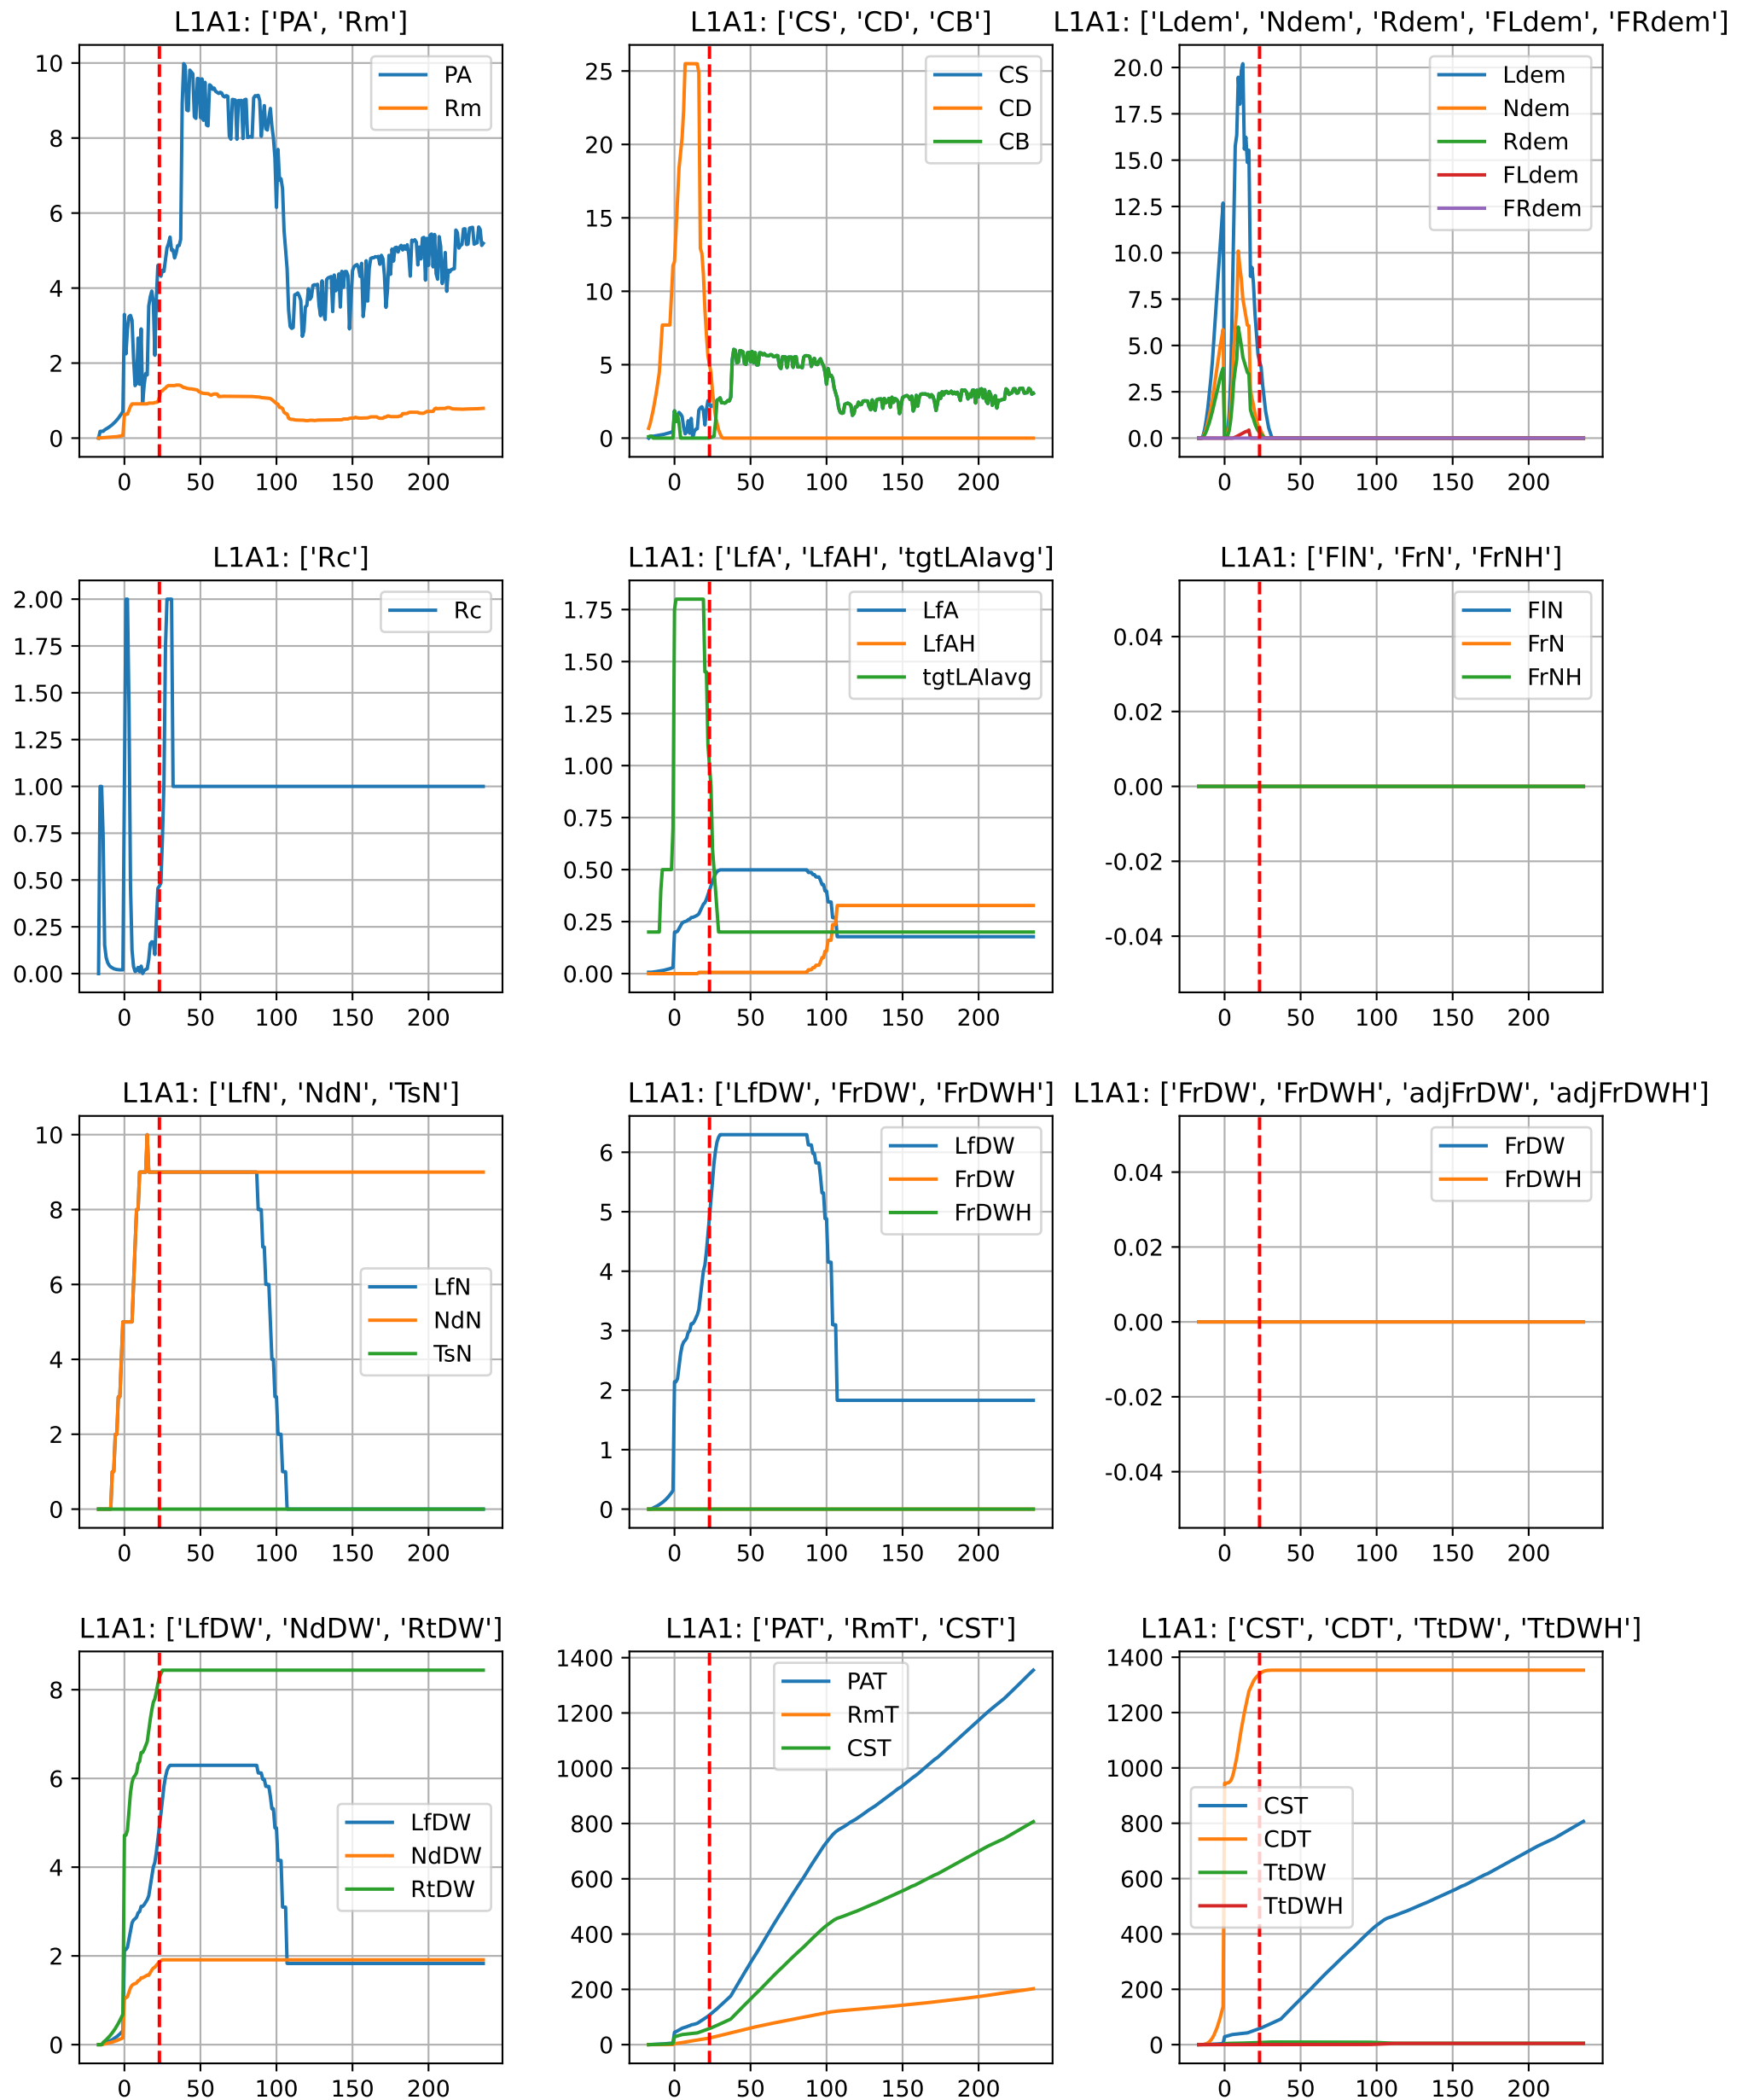 L1A1: ['PA', 'Rm']
10
8
6
4
2
0
0 50 100 150 200
PA
Rm
L1A1: ['CS', 'CD', 'CB']
25
20
15
10
5
0
0 50 100 150 200
CS
CD
CB
L1A1: ['Ldem', 'Ndem', 'Rdem', 'FLdem', 'FRdem']
20.0
17.5
15.0
12.5
10.0
7.5
5.0
2.5
0.0
0 50 100 150 200
Ldem
Ndem
Rdem
FLdem
FRdem
L1A1: ['Rc']
2.00
1.75
1.50
1.25
1.00
0.75
0.50
0.25
0.00
0 50 100 150 200
Rc
L1A1: ['LfA', 'LfAH', 'tgtLAIavg']
1.75
1.50
1.25
1.00
0.75
0.50
0.25
0.00
0 50 100 150 200
LfA
LfAH
tgtLAIavg
L1A1: ['FlN', 'FrN', 'FrNH']
0.04
0.02
0.00
-0.02
-0.04
0 50 100 150 200
FlN
FrN
FrNH
L1A1: ['LfN', 'NdN', 'TsN']
10
8
6
4
2
0
0 50 100 150 200
LfN
NdN
TsN
L1A1: ['LfDW', 'FrDW', 'FrDWH']
6
5
4
3
2
1
0
0 50 100 150 200
LfDW
FrDW
FrDWH
L1A1: ['FrDW', 'FrDWH', 'adjFrDW', 'adjFrDWH']
0.04
0.02
0.00
-0.02
-0.04
0 50 100 150 200
FrDW
FrDWH
L1A1: ['LfDW', 'NdDW', 'RtDW']
8
6
4
2
0
0 50 100 150 200
LfDW
NdDW
RtDW
L1A1: ['PAT', 'RmT', 'CST']
1400
1200
1000
800
600
400
200
0
0 50 100 150 200
PAT
RmT
CST
L1A1: ['CST', 'CDT', 'TtDW', 'TtDWH']
1400
1200
1000
800
600
400
200
0
0 50 100 150 200
CST
CDT
TtDW
TtDWH